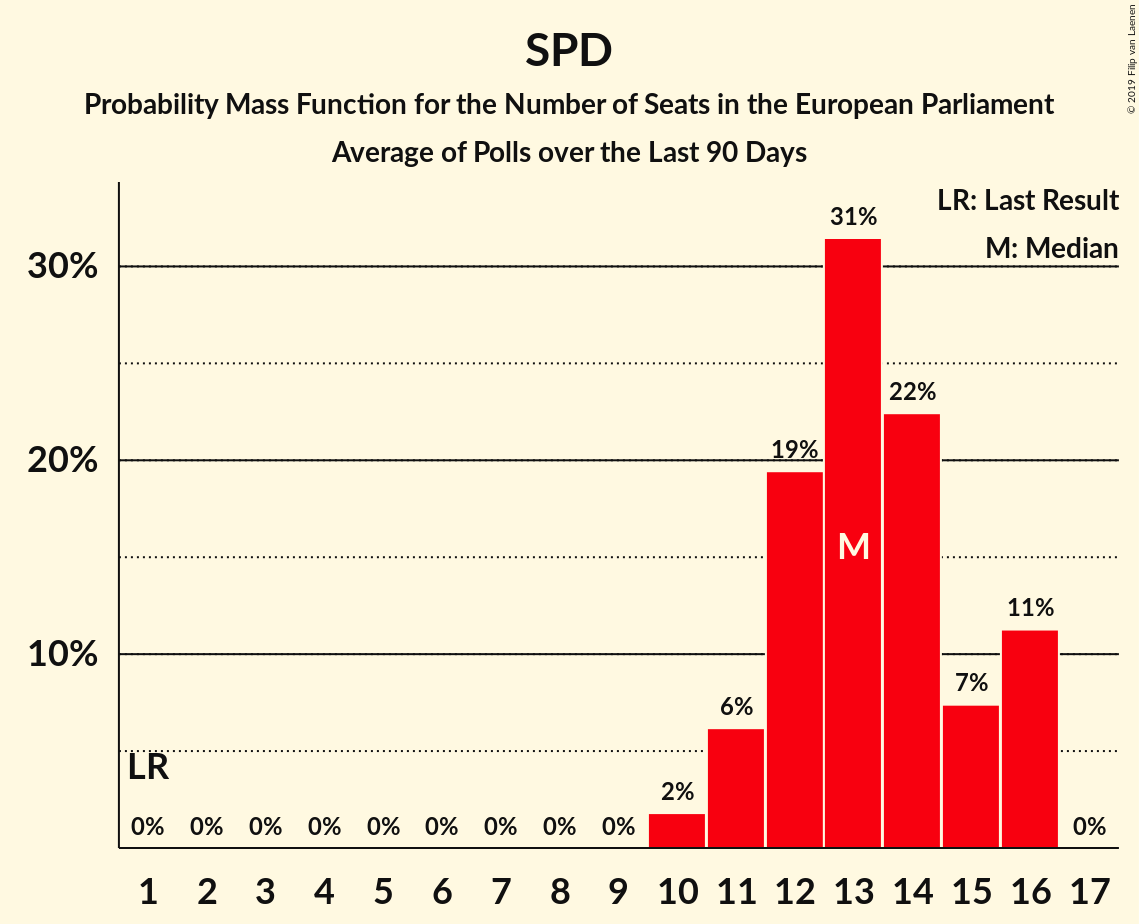 SPD
Probability Mass Function for the Number of Seats in the European Parliament
Average of Polls over the Last 90 Days
© 2019 Filip van Laenen
LR: Last Result
M: Median
30%
20%
10%
31%
22%
19%
M
11%
7%
6%
LR
2%
0% 0% 0% 0% 0% 0% 0% 0% 0% 0%
1 2 3 4 5 6 7 8 9 10 11 12 13 14 15 16 17